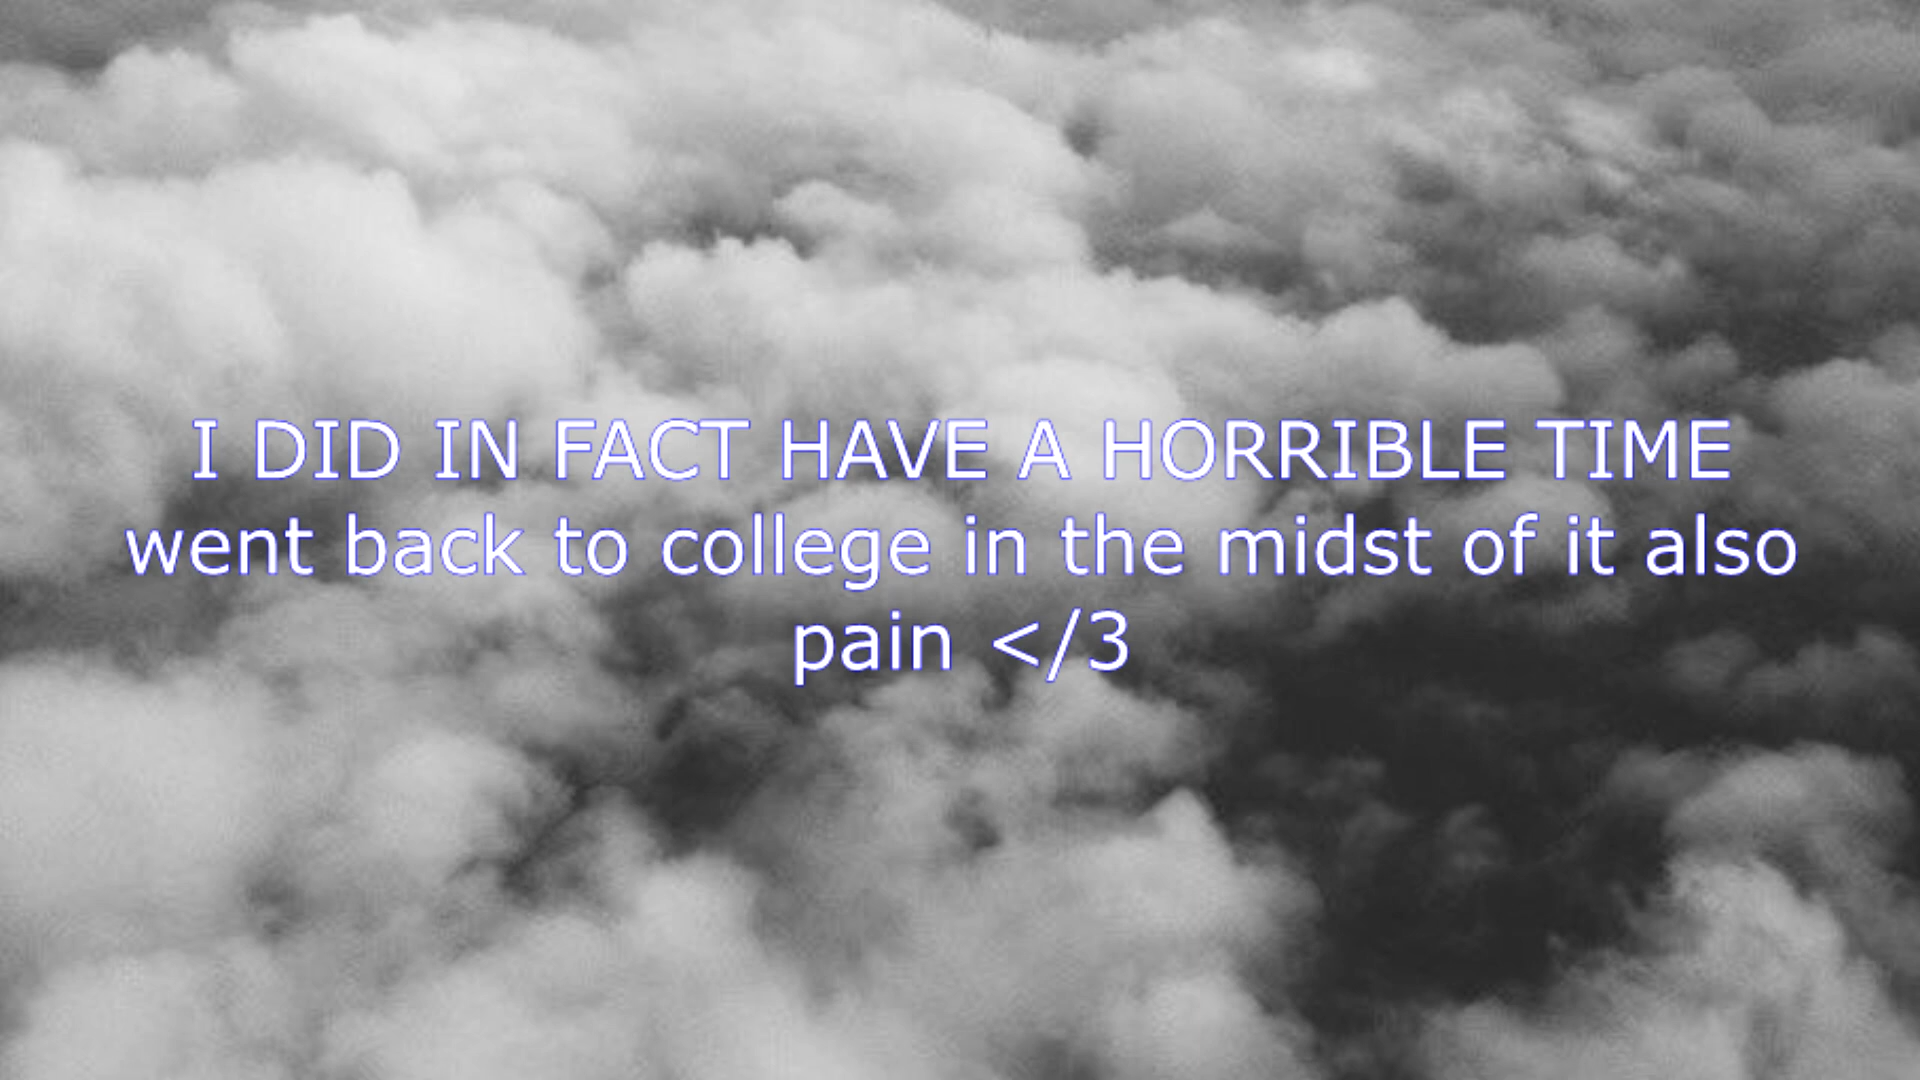 I DID IN FACT HAVE A HORRIBLE TIME
went back to college in the midst of it also
pain </3